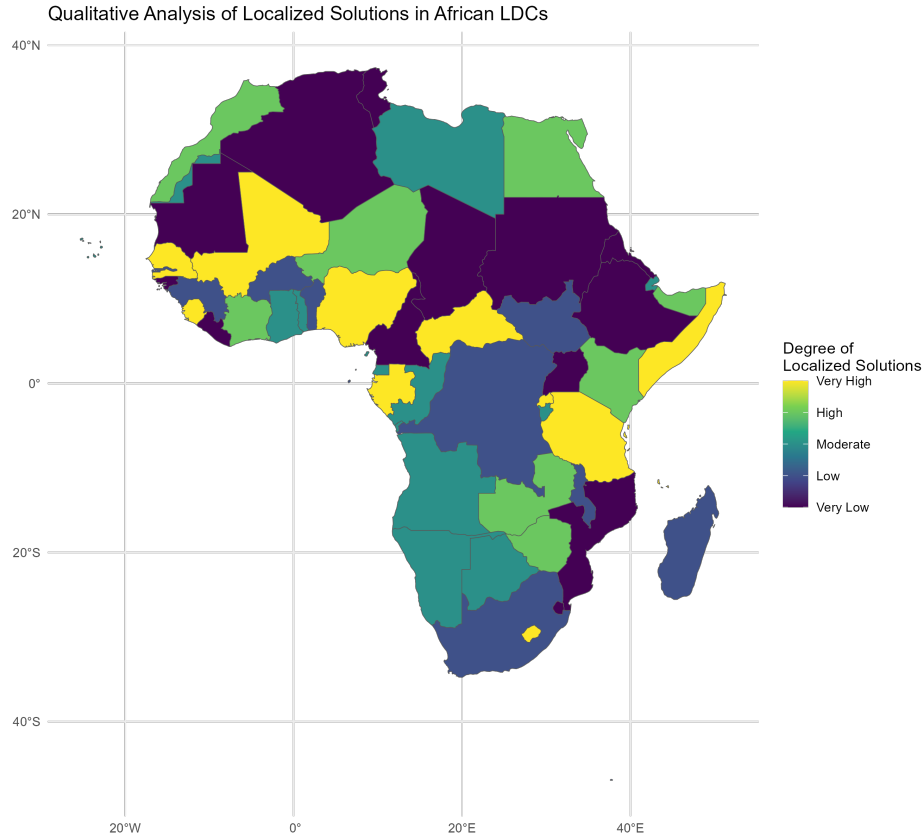 Qualitative Analysis of Localized Solutions in African LDCs
40°N
20°N
0°
20°S
40°S
20°W 0° 20°E 40°E
Degree of
Localized Solutions
Very High
High
Moderate
Low
Very Low